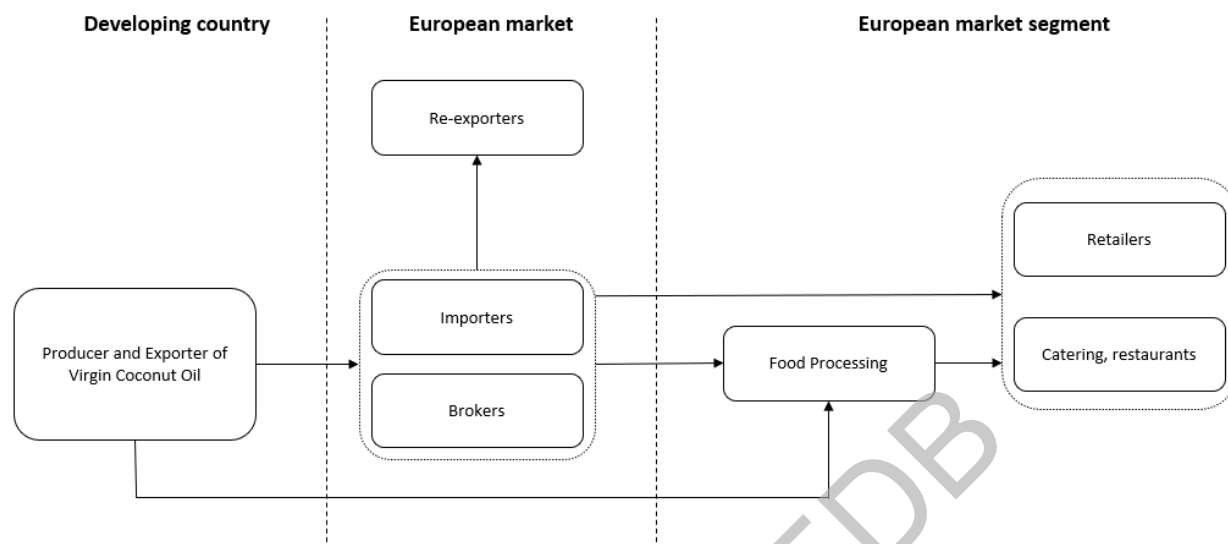 Developing country
European market
European market segment
Re-exporters
Retailers
Importers
Producer and Exporter of
Virgin Coconut Oil
Food Processing
Catering, restaurants
Brokers
EDB